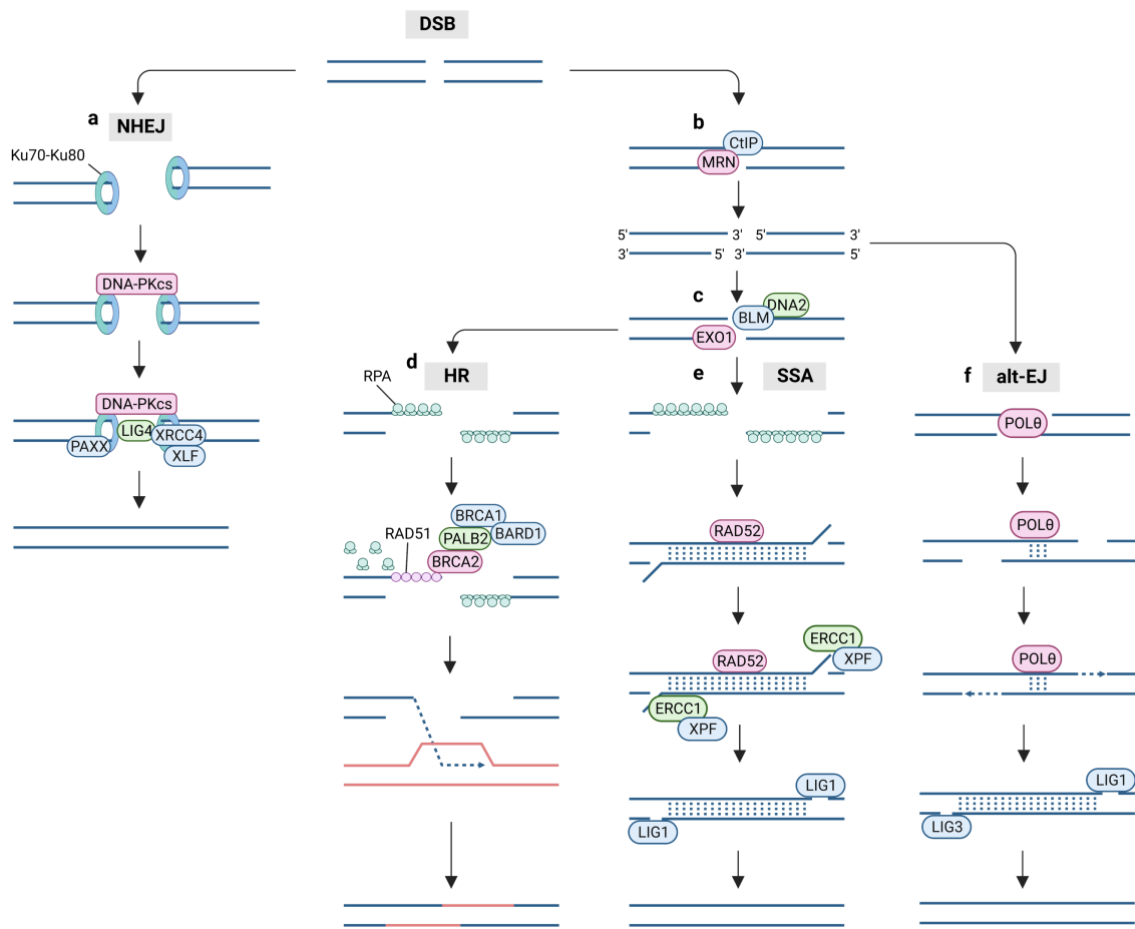 DSB
a
NHEJ
Ku70-Ku80
DNA-PKcs
DNA-PKcs
LIG4
XRCC4
PAXX
XLF
b
CtIP
MRN
5' 3' 5' 3'
3' 5' 3' 5'
c
DNA2
BLM
EXO1
d
HR
RPA
BRCA1
RAD51
BARD1
PALB2
BRCA2
e
SSA
RAD52
ERCC1
RAD52
XPF
ERCC1
XPF
LIG1
LIG1
f
alt-EJ
POLθ
POLθ
POLθ
LIG1
LIG3